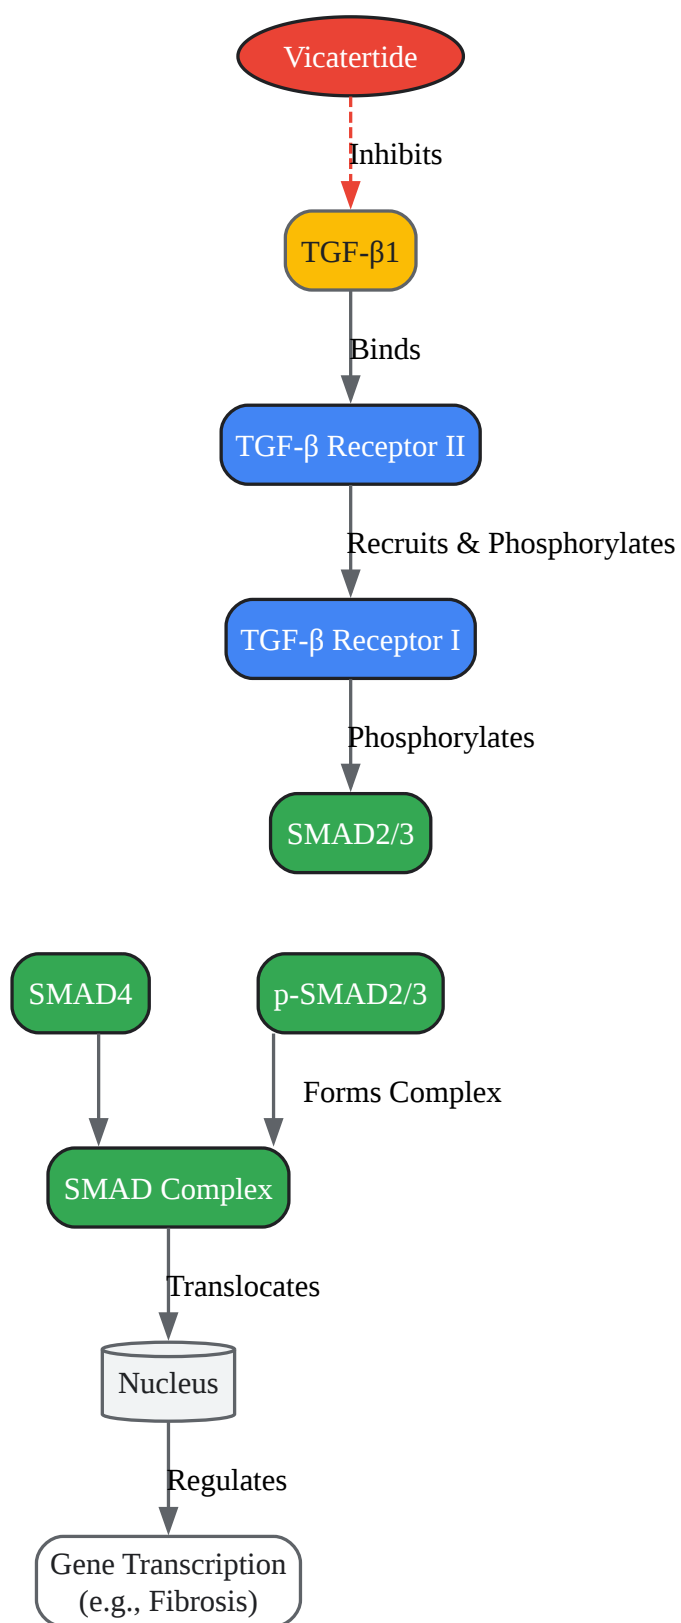 Vicatertide
Inhibits
TGF-β1
Binds
TGF-β Receptor II
Recruits & Phosphorylates
TGF-β Receptor I
Phosphorylates
SMAD2/3
SMAD4
p-SMAD2/3
Forms Complex
SMAD Complex
Translocates
Nucleus
Regulates
Gene Transcription
(e.g., Fibrosis)